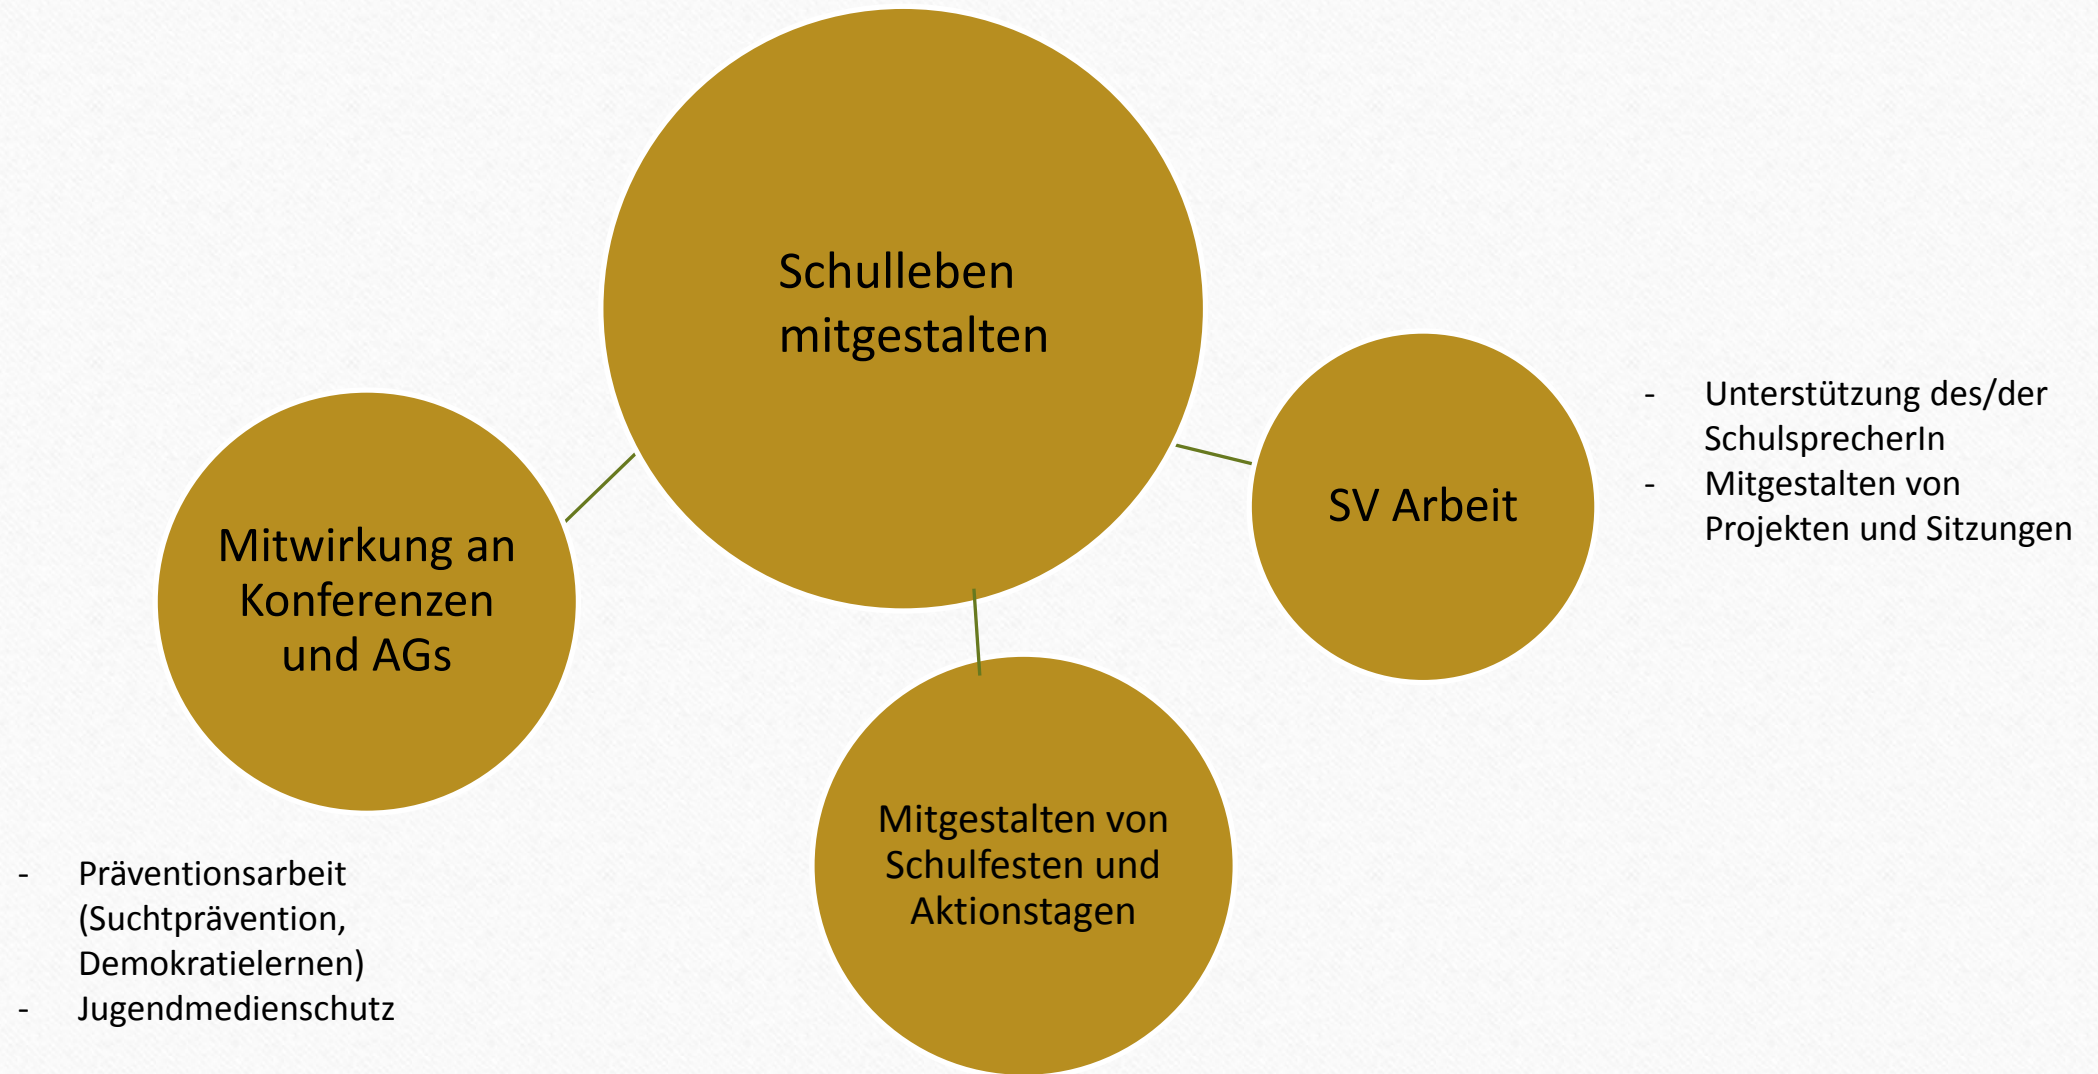 Schulleben
mitgestalten
Mitwirkung an
Konferenzen
und AGs
- Präventionsarbeit
(Suchtprävention,
Demokratielernen)
- Jugendmedienschutz
Mitgestalten von
Schulfesten und
Aktionstagen
SV Arbeit
- Unterstützung des/der
SchulsprecherIn
- Mitgestalten von
Projekten und Sitzungen